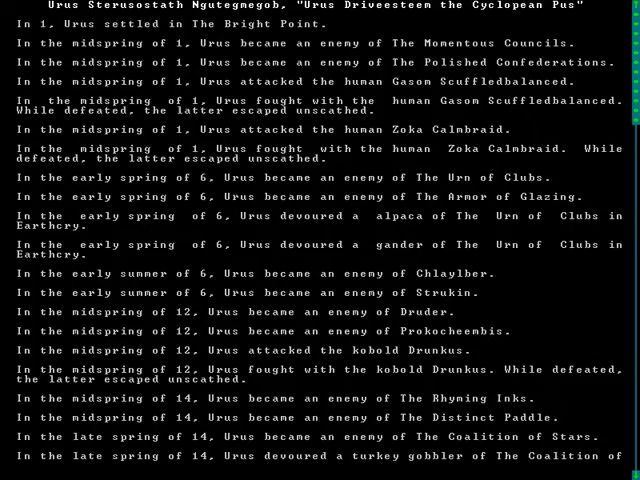 Urus Sterusostath Ngutegmegob, "Urus Driveesteem the Cyclopean Pus"
In 1, Urus settled in The Bright Point.
In the midspring of 1, Urus became an enemy of The Momentous Councils.
In the midspring of 1, Urus became an enemy of The Polished Confederations.
In the midspring of 1, Urus attacked the human Gasom Scuffledbalanced.
In the midspring of 1, Urus fought with the human Gasom Scuffledbalanced.
While defeated, the latter escaped unscathed.
In the midspring of 1, Urus attacked the human Zoka Calmbraid.
In the midspring of 1, Urus fought with the human Zoka Calmbraid. While
defeated, the latter escaped unscathed.
In the early spring of 6, Urus became an enemy of The Urn of Clubs.
In the early spring of 6, Urus became an enemy of The Armor of Glazing.
In the early spring of 6, Urus devoured a alpaca of The Urn of Clubs in
Earthcry.
In the early spring of 6, Urus devoured a gander of The Urn of Clubs in
Earthcry.
In the early summer of 6, Urus became an enemy of Chlaylber.
In the early summer of 6, Urus became an enemy of Strukin.
In the midspring of 12, Urus became an enemy of Druder.
In the midspring of 12, Urus became an enemy of Prokocheembis.
In the midspring of 12, Urus attacked the kobold Drunkus.
In the midspring of 12, Urus fought with the kobold Drunkus. While defeated,
the latter escaped unscathed.
In the midspring of 14, Urus became an enemy of The Rhyming Inks.
In the midspring of 14, Urus became an enemy of The Distinct Paddle.
In the late spring of 14, Urus became an enemy of The Coalition of Stars.
In the late spring of 14, Urus devoured a turkey gobbler of The Coalition of